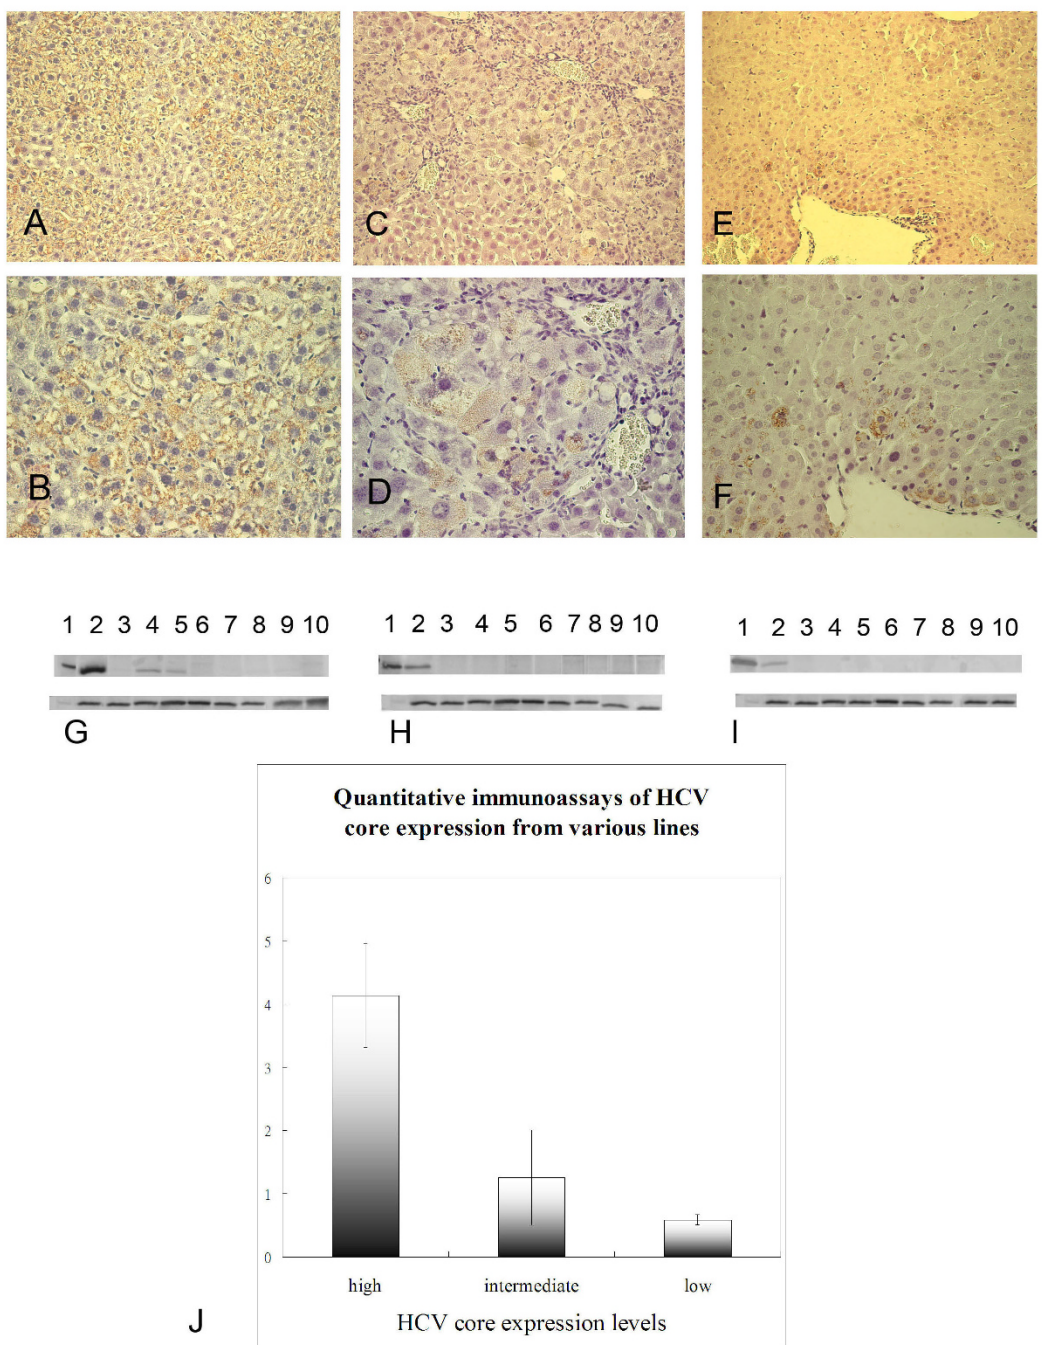 A
C
E
B
D
F
1 2 3 4 5 6 7 8 9 10
1 2 3 4 5 6 7 8 9 10
1 2 3 4 5 6 7 8 9 10
G
H
I
Quantitative immunoassays of HCV
core expression from various lines
6
5
4
3
2
1
0
high intermediate low
HCV core expression levels
J